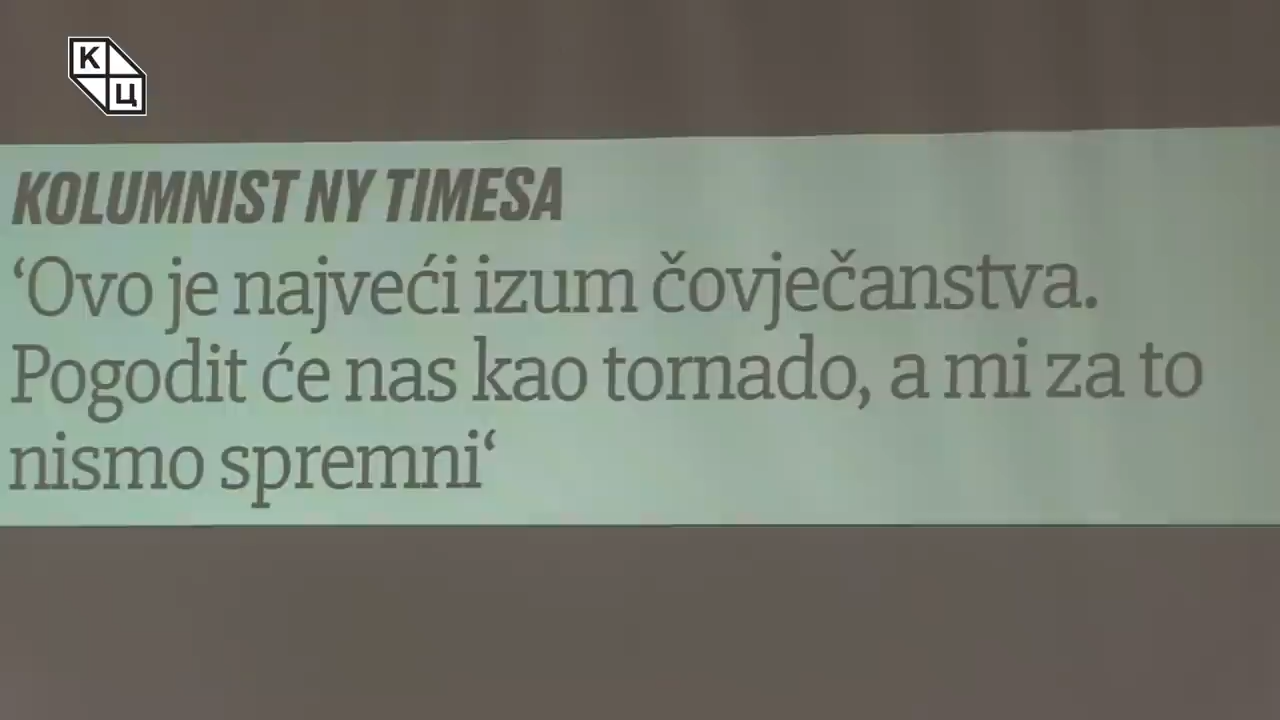 К
Ц
KOLUMNIST NY TIMESA
‘Ovo je najveći izum čovječanstva.
Pogodit će nas kao tornado, a mi za to
nismo spremni‘